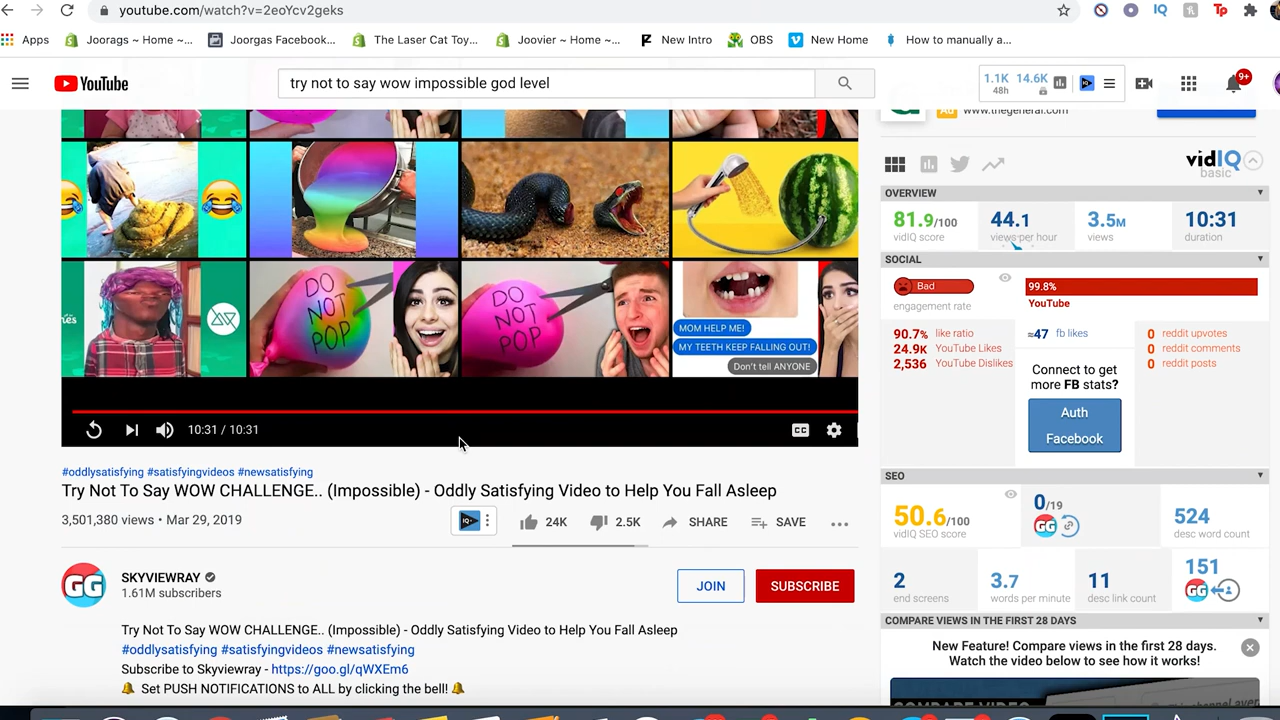 youtube.com/watch?v=2eoYcv2geks
Apps Joorags ~ Home ~... Joorgas Facebook... The Laser Cat Toy... Joovier ~ Home ~... New Intro OBS New Home How to manually a...
YouTube try not to say wow impossible god level 1.1K 48h 14.6K 9+
Ad www.thegeneral.com
vidIQ basic
OVERVIEW
81.9/100 44.1 3.5M 10:31
vidIQ score views per hour views duration
SOCIAL
Bad 99.8%
engagement rate YouTube
90.7% like ratio ≈47 fb likes 0 reddit upvotes
24.9K YouTube Likes 0 reddit comments
2,536 YouTube Dislikes 0 reddit posts
Connect to get
more FB stats?
Auth
Facebook
SEO
50.6/100 0/19 524
vidIQ SEO score GG desc word count
2 3.7 11 151
end screens words per minute desc link count GG
COMPARE VIEWS IN THE FIRST 28 DAYS
New Feature! Compare views in the first 28 days.
Watch the video below to see how it works!
COMPARE VIDEO
DO NOT POP
DO NOT POP
MOM HELP ME!
MY TEETH KEEP FALLING OUT!
Don't tell ANYONE
10:31 / 10:31 CC
#oddlysatisfying #satisfyingvideos #newsatisfying
Try Not To Say WOW CHALLENGE.. (Impossible) - Oddly Satisfying Video to Help You Fall Asleep
3,501,380 views • Mar 29, 2019 IQ 24K 2.5K SHARE SAVE ...
GG SKYVIEWRAY
1.61M subscribers
JOIN SUBSCRIBE
Try Not To Say WOW CHALLENGE.. (Impossible) - Oddly Satisfying Video to Help You Fall Asleep
#oddlysatisfying #satisfyingvideos #newsatisfying
Subscribe to Skyviewray - https://goo.gl/qWXEm6
🔔 Set PUSH NOTIFICATIONS to ALL by clicking the bell! 🔔